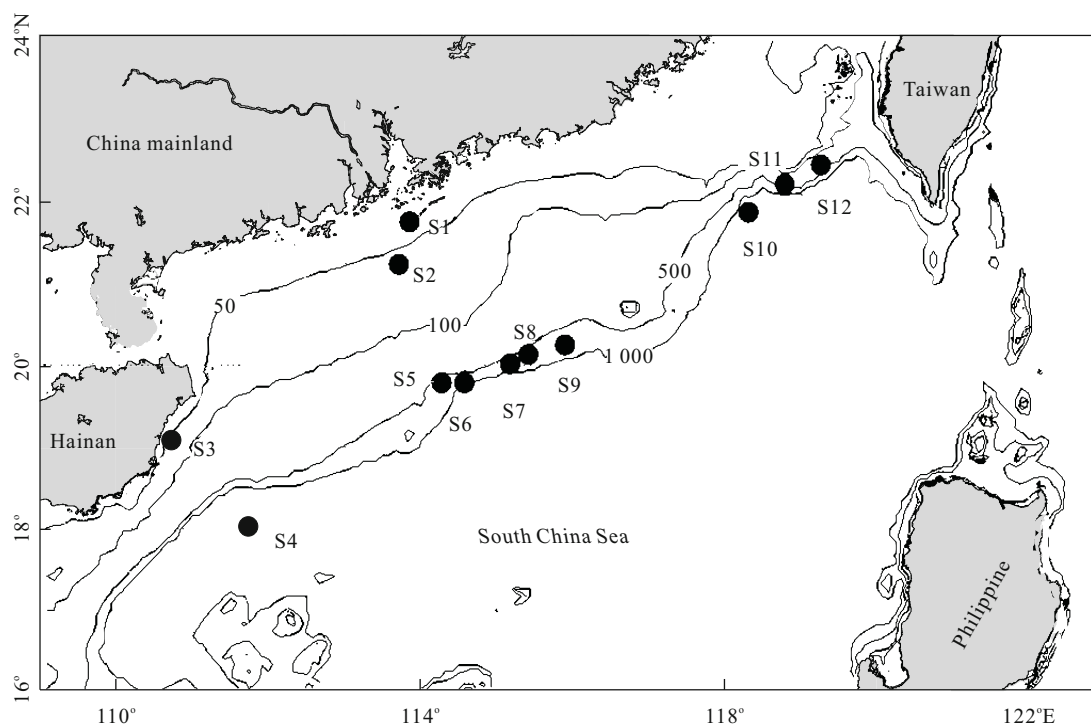 24°N
Taiwan
China mainland
S11
22°
S12
S1
S10
S2
500
50
100
S8
1 000
20°
S5
S9
S7
S6
Hainan
S3
18°
S4
South China Sea
Philippine
16°
110°
114°
118°
122°E